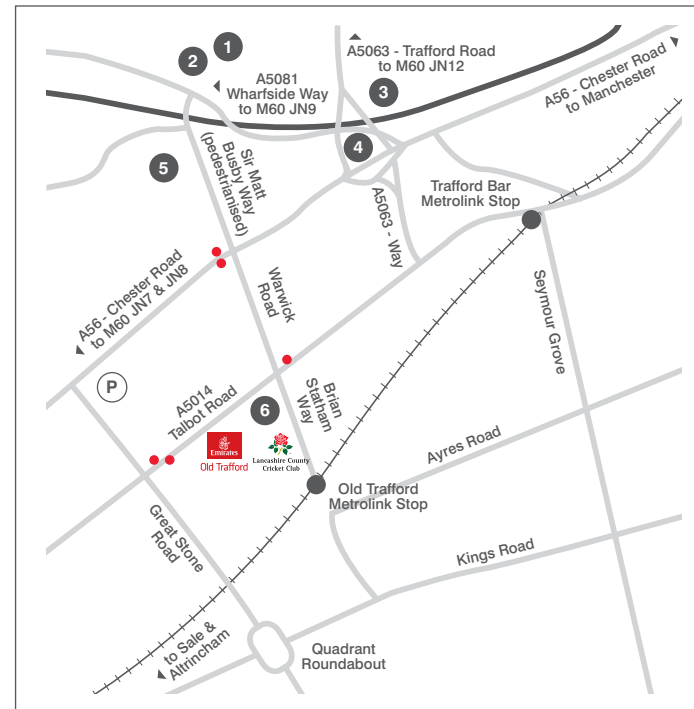 1
2
A5063 - Trafford Road
to M60 JN12
A5081
Wharfside Way
to M60 JN9
3
A56 - Chester Road
to Manchester
4
5
Sir Matt
Busby Way
(pedestrianised)
Trafford Bar
Metrolink Stop
A5063 - Way
A56 - Chester Road
to M60 JN7 & JN8
Warwick
Road
Seymour Grove
P
A5014
Talbot Road
6
Brian
Statham
Way
Emirates
Old Trafford
Lancashire County
Cricket Club
Ayres Road
Old Trafford
Metrolink Stop
Great Stone
Road
Kings Road
to Sale &
Altrincham
Quadrant
Roundabout